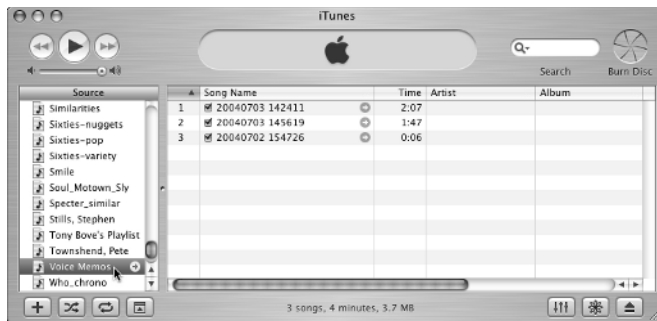 iTunes
Search
Burn Disc
Source
Similarities
Sixties-nuggets
Sixties-pop
Sixties-variety
Smile
Soul_Motown_Sly
Specter_similar
Stills, Stephen
Tony Bove's Playlist
Townshend, Pete
Voice Memos
Who_chrono
Song Name Time Artist Album
1 20040703 142411 2:07
2 20040703 145619 1:47
3 20040702 154726 0:06
3 songs, 4 minutes, 3.7 MB